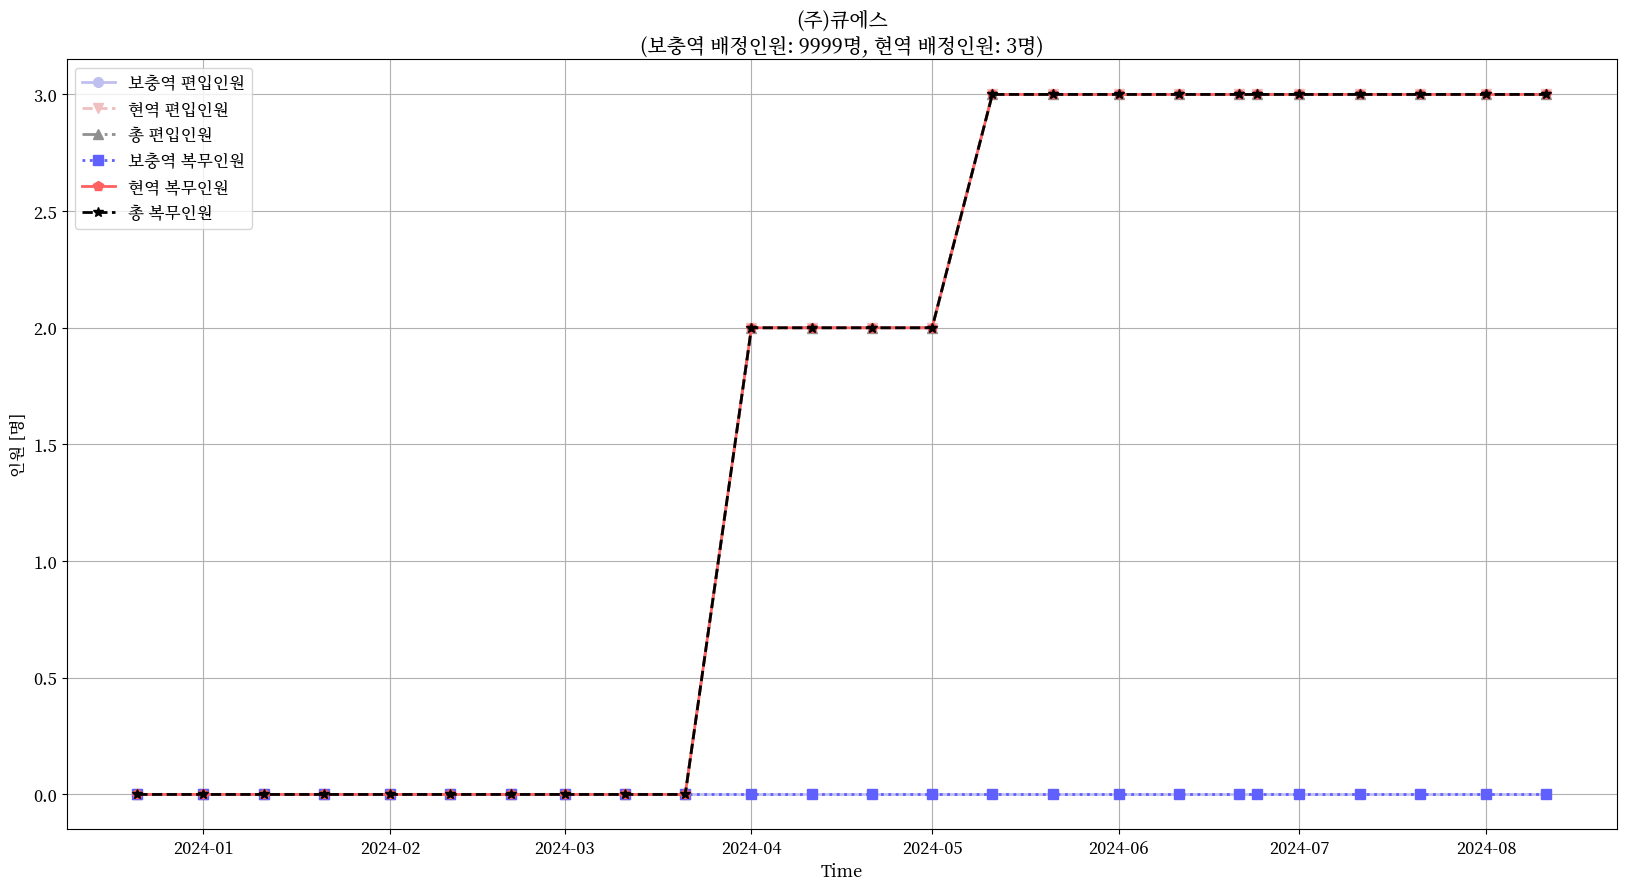 (주)큐에스
(보충역 배정인원: 9999명, 현역 배정인원: 3명)
보충역 편입인원
현역 편입인원
총 편입인원
보충역 복무인원
현역 복무인원
총 복무인원
3.0
2.5
2.0
1.5
1.0
0.5
0.0
인원 [명]
2024-01 2024-02 2024-03 2024-04 2024-05 2024-06 2024-07 2024-08
Time